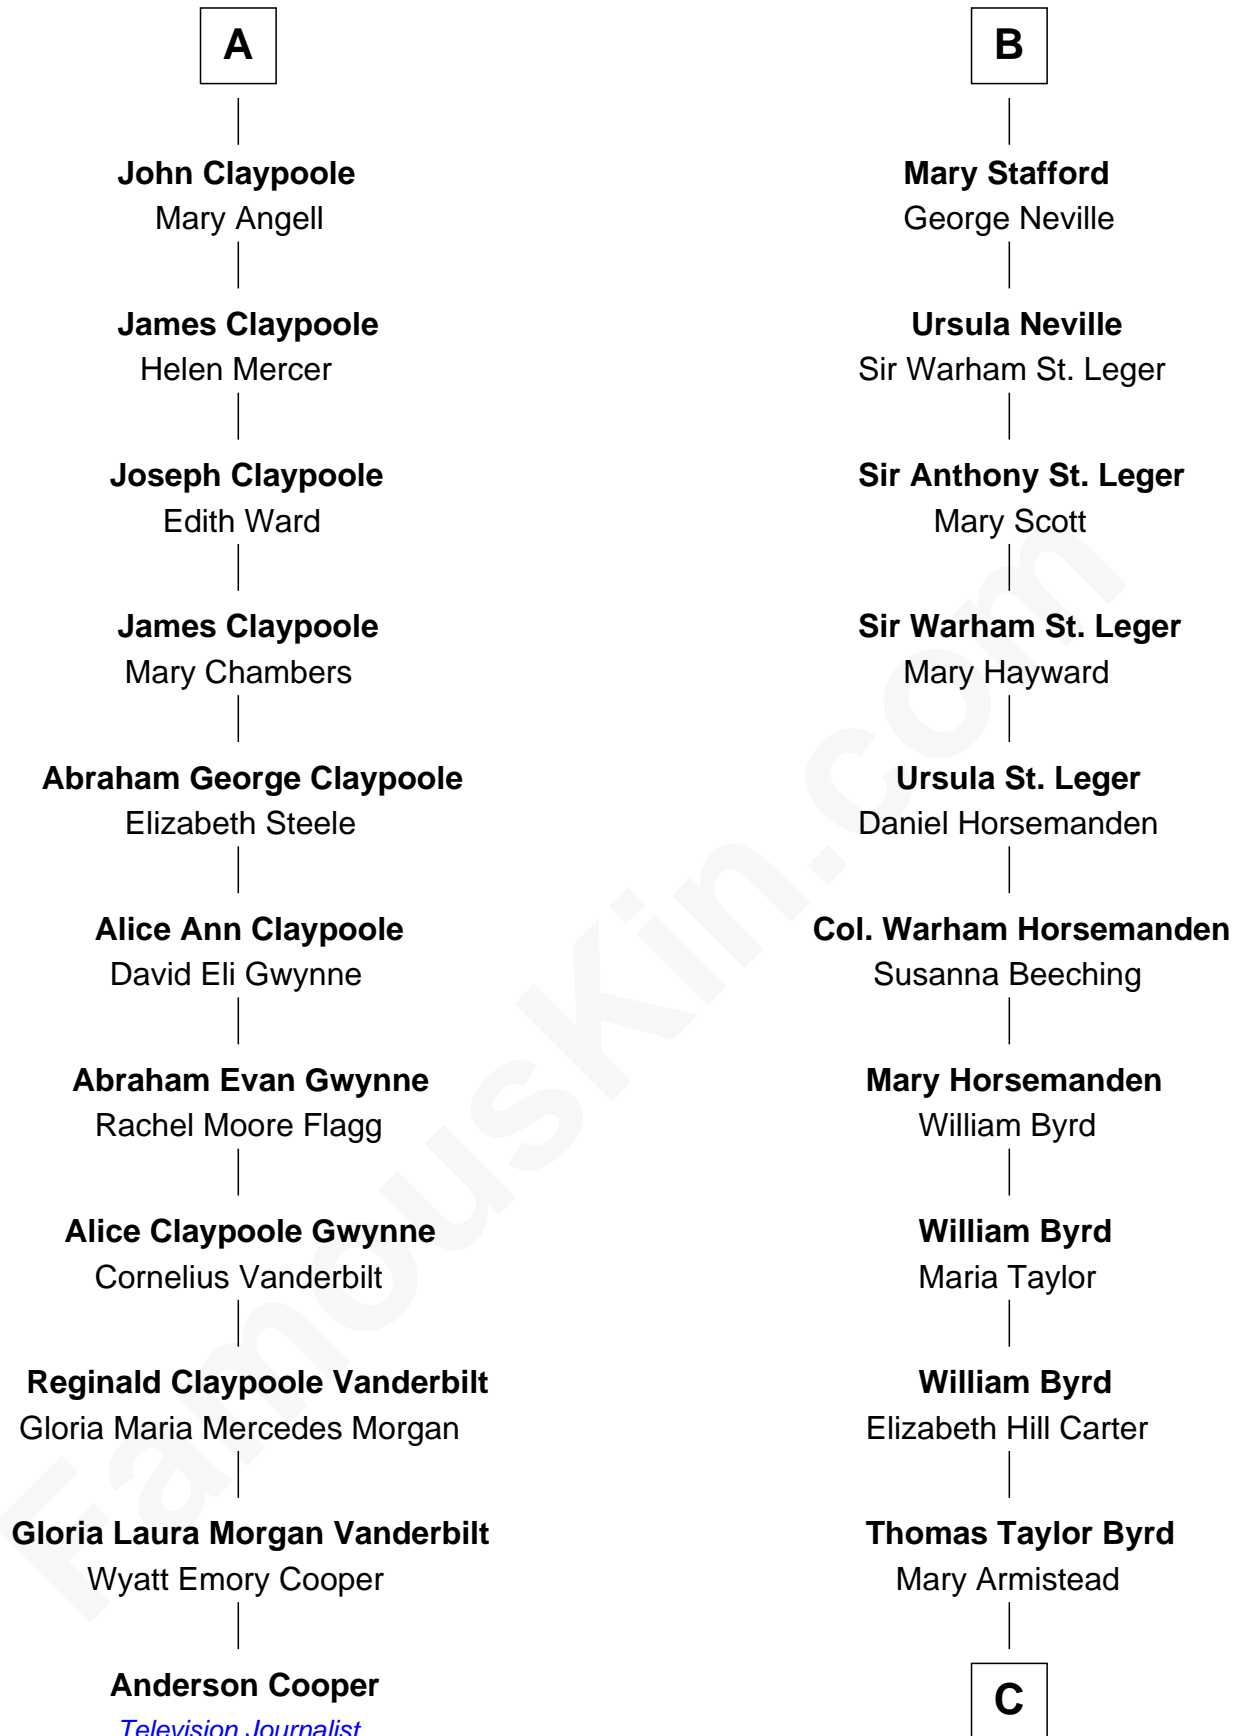 A
John Claypoole
Mary Angell
James Claypoole
Helen Mercer
Joseph Claypoole
Edith Ward
James Claypoole
Mary Chambers
Abraham George Claypoole
Elizabeth Steele
Alice Ann Claypoole
David Eli Gwynne
Abraham Evan Gwynne
Rachel Moore Flagg
Alice Claypoole Gwynne
Cornelius Vanderbilt
Reginald Claypoole Vanderbilt
Gloria Maria Mercedes Morgan
Gloria Laura Morgan Vanderbilt
Wyatt Emory Cooper
Anderson Cooper
Television Journalist
B
Mary Stafford
George Neville
Ursula Neville
Sir Warham St. Leger
Sir Anthony St. Leger
Mary Scott
Sir Warham St. Leger
Mary Hayward
Ursula St. Leger
Daniel Horsemanden
Col. Warham Horsemanden
Susanna Beeching
Mary Horsemanden
William Byrd
William Byrd
Maria Taylor
William Byrd
Elizabeth Hill Carter
Thomas Taylor Byrd
Mary Armistead
C
FamousKin.com